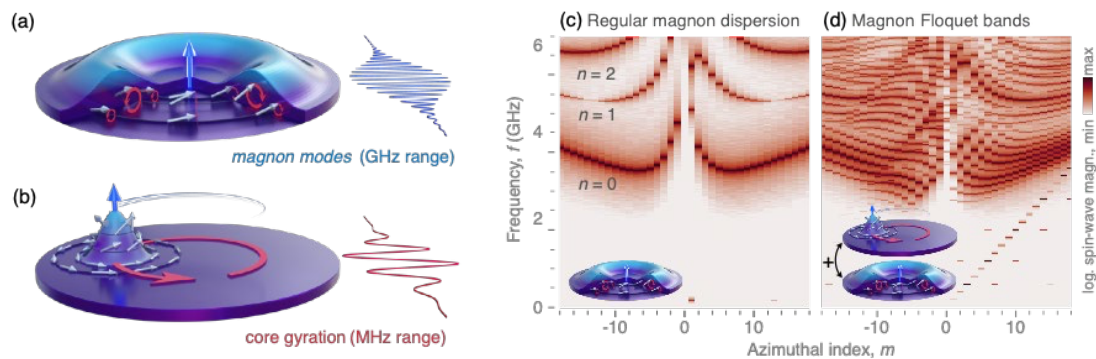 (a)
magnon modes (GHz range)
(b)
core gyration (MHz range)
(c) Regular magnon dispersion
n = 2
n = 1
n = 0
Frequency, f (GHz)
6
4
2
0
-10
0
10
(d) Magnon Floquet bands
+
-10
0
10
Azimuthal index, m
log. spin-wave magn., min
max